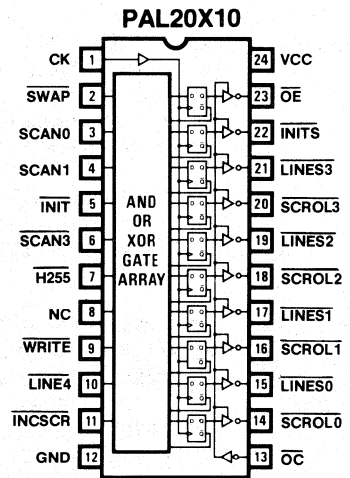 PAL20X10
CK 1 24 VCC
SWAP 2 23 OE
SCAN0 3 22 INITS
SCAN1 4 21 LINES3
INIT 5 20 SCROL3
SCAN3 6 19 LINES2
H255 7 18 SCROL2
NC 8 17 LINES1
WRITE 9 16 SCROL1
LINE4 10 15 LINES0
INCSCR 11 14 SCROL0
GND 12 13 OC
AND
OR
XOR
GATE
ARRAY